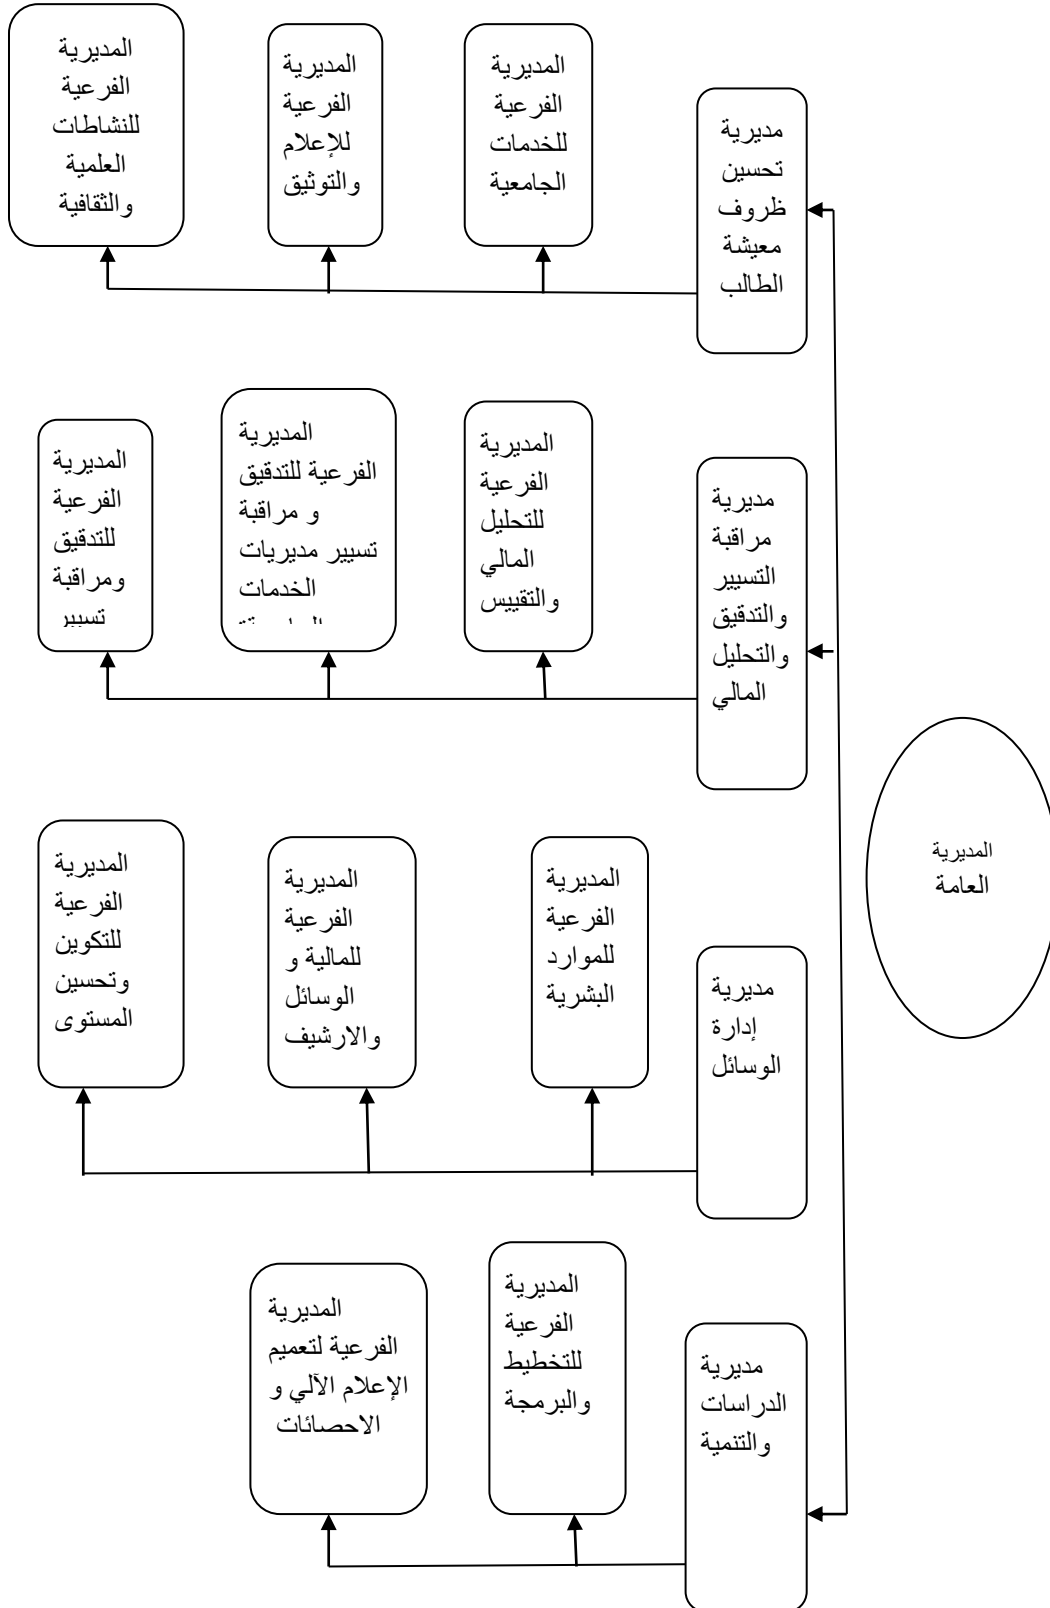 المديرية
العامة
مديرية
تحسين
ظروف
معيشة
الطالب
المديرية
الفرعية
للخدمات
الجامعية
المديرية
الفرعية
للإعلام
والتوثيق
المديرية
الفرعية
للنشاطات
العلمية
والثقافية
مديرية
مراقبة
التسيير
والتدقيق
والتحليل
المالي
المديرية
الفرعية
للتحليل
المالي
والتقييس
المديرية
الفرعية للتدقيق
و مراقبة
تسيير مديريات
الخدمات
المديرية
الفرعية
للتدقيق
ومراقبة
تسيير
مديرية
إدارة
الوسائل
المديرية
الفرعية
للموارد
البشرية
المديرية
الفرعية
للمالية و
الوسائل
والارشيف
المديرية
الفرعية
للتكوين
وتحسين
المستوى
مديرية
الدراسات
والتنمية
المديرية
الفرعية
للتخطيط
والبرمجة
المديرية
الفرعية لتعميم
الإعلام الآلي و
الاحصائات